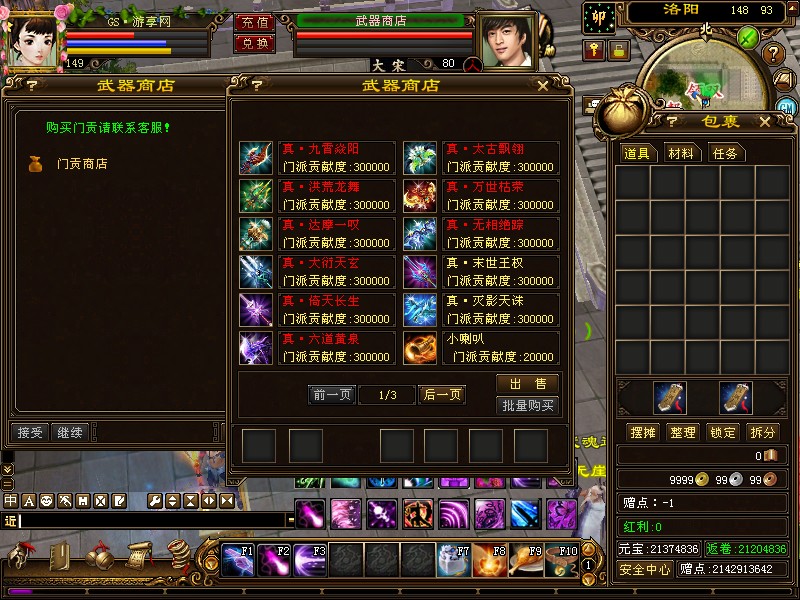 GS·游享网
充值
兑换
武器商店
149
大宋
80
卯
洛阳
148 93
北
武器商店
购买门贡请联系客服!
门贡商店
接受
继续
武器商店
真·九霄焱阳
门派贡献度:300000
真·太古飘翎
门派贡献度:300000
真·洪荒龙舞
门派贡献度:300000
真·万世枯荣
门派贡献度:300000
真·达摩一叹
门派贡献度:300000
真·无相绝踪
门派贡献度:300000
真·太衍天玄
门派贡献度:300000
真·末世王权
门派贡献度:300000
真·倚天长生
门派贡献度:300000
真·灭影天诛
门派贡献度:300000
真·六道黄泉
门派贡献度:300000
小喇叭
门派贡献度:20000
前一页
1/3
后一页
出 售
批量购买
包裹
道具
材料
任务
摆摊
整理
锁定
拆分
0
9999 99 99
赠点:-1
红利:0
元宝:21374836
返卷:21204836
安全中心
赠点:2142913642
中
A
近
F1
F2
F3
F7
F8
F9
F10
1